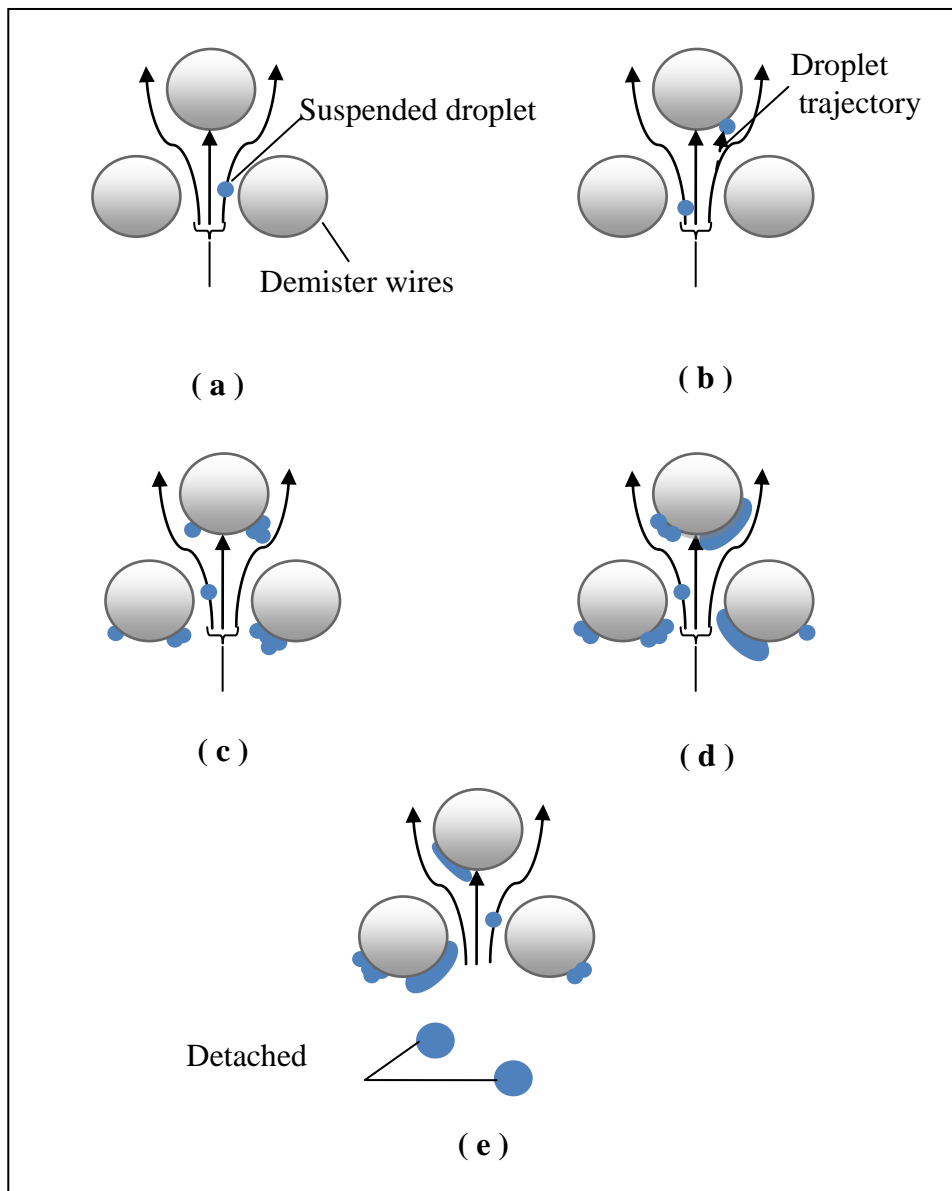 Suspended droplet
Demister wires
( a )
Droplet
trajectory
( b )
( c )
( d )
Detached
( e )